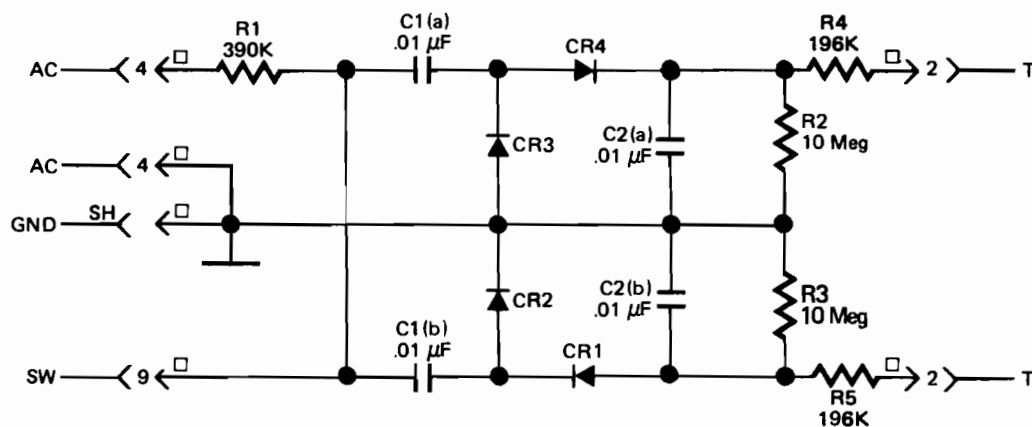 R1
390K
C1(a)
.01 µF
CR4
R4
196K
AC
4
2
T
CR3
C2(a)
.01 µF
R2
10 Meg
AC
4
GND
SH
CR2
C2(b)
.01 µF
R3
10 Meg
C1(b)
.01 µF
CR1
SW
9
2
T
R5
196K